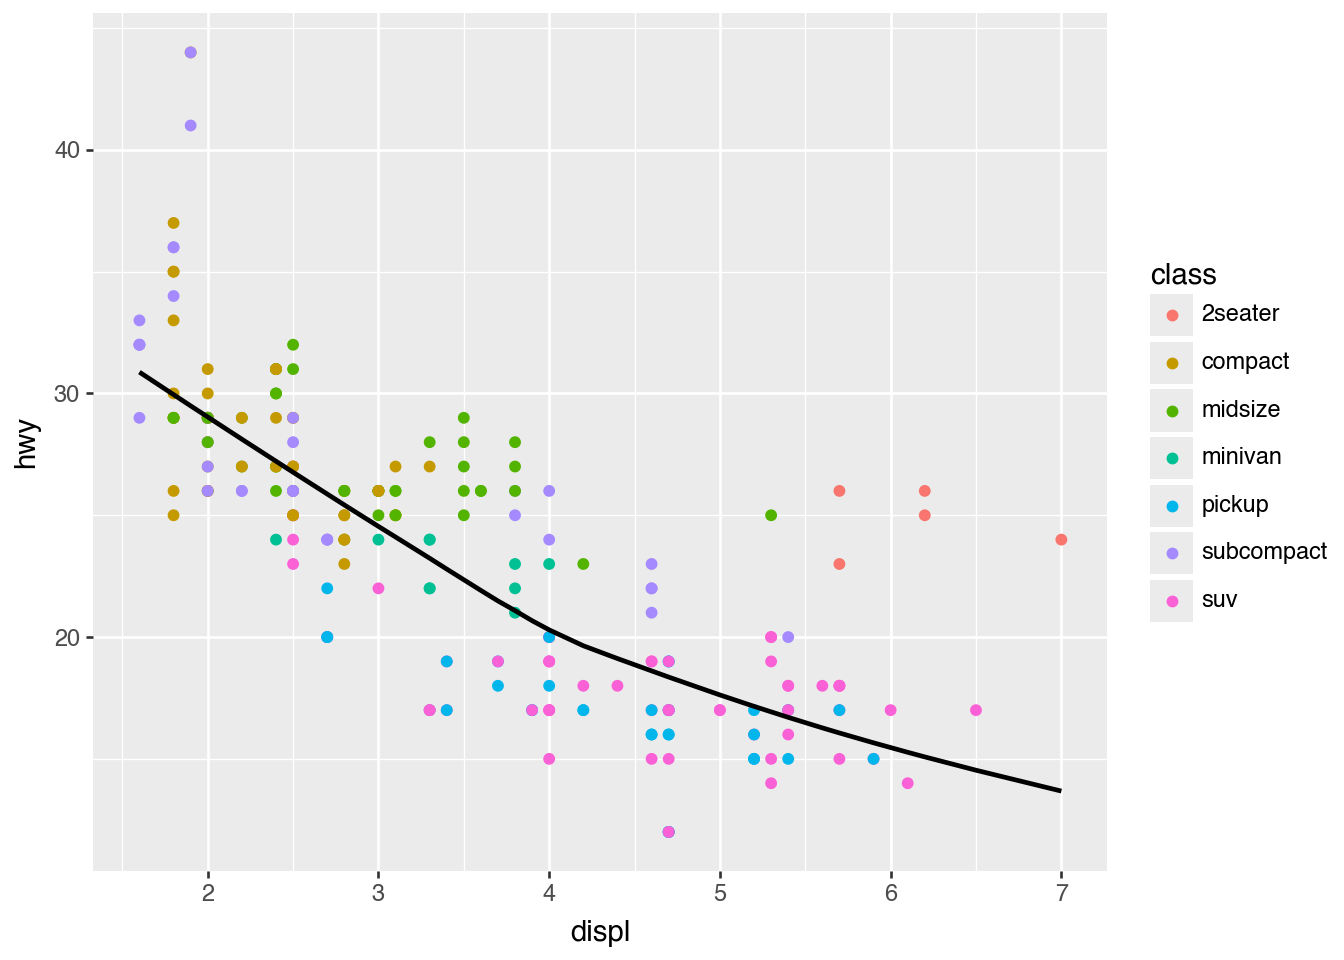 40
30
20
hwy
2
3
4
5
6
7
displ
class
2seater
compact
midsize
minivan
pickup
subcompact
suv